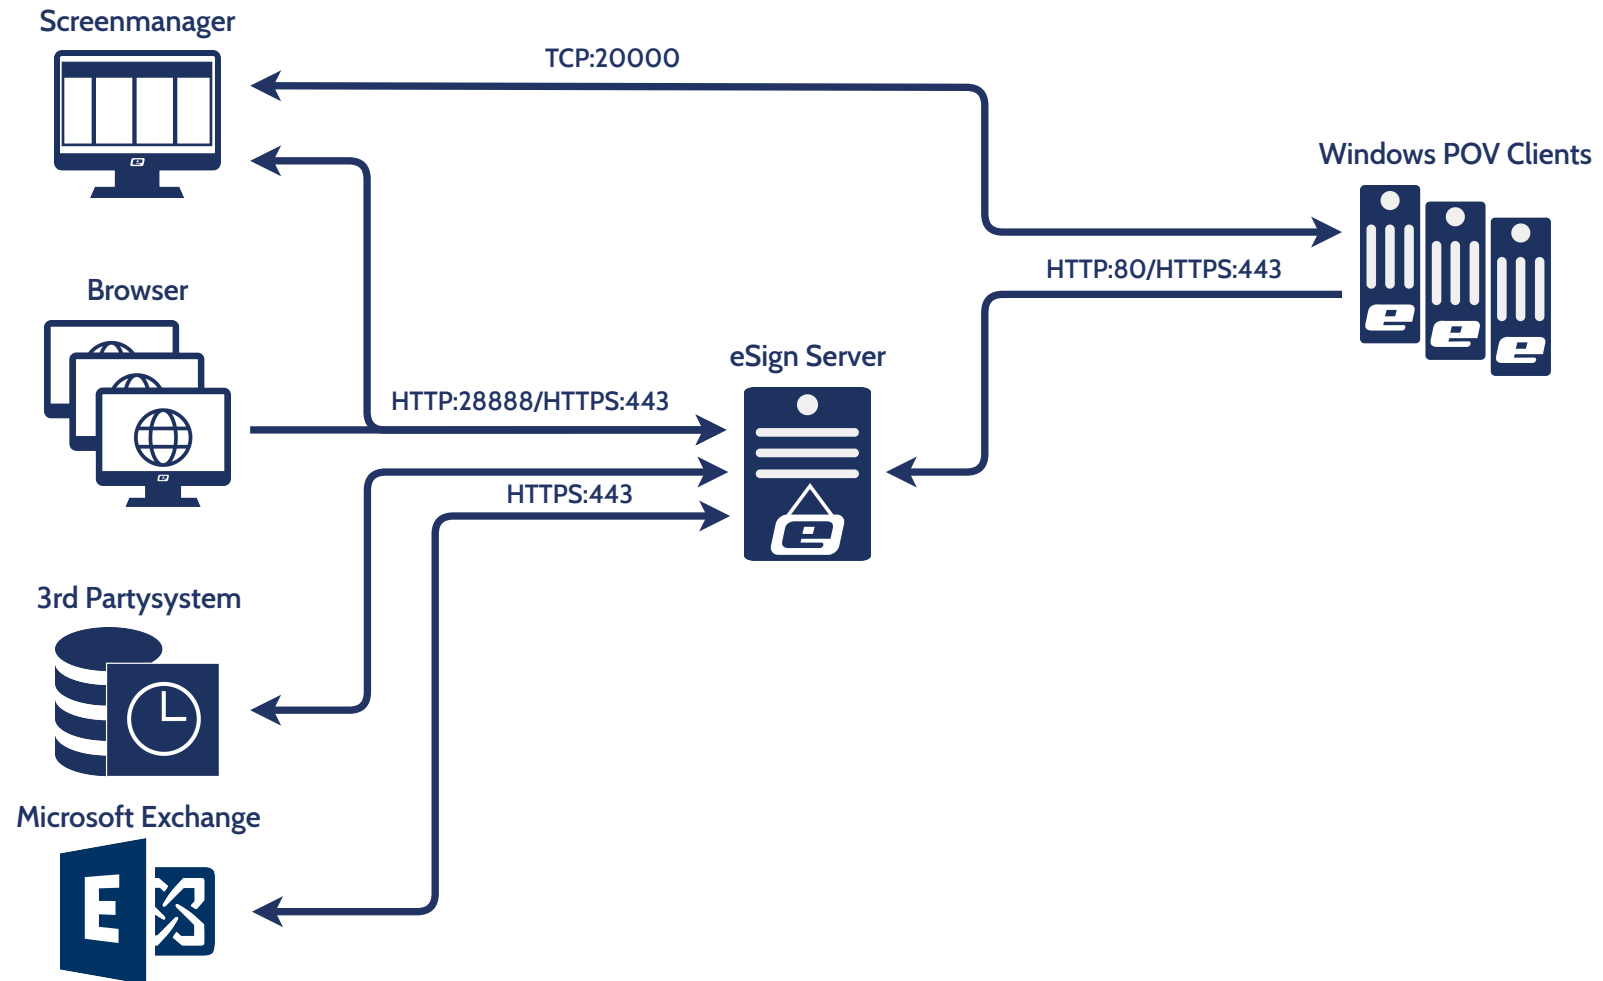 Screenmanager
TCP:20000
Windows POV Clients
HTTP:80/HTTPS:443
Browser
eSign Server
HTTP:28888/HTTPS:443
HTTPS:443
3rd Partysystem
Microsoft Exchange
E
e
e
e
e
e
e